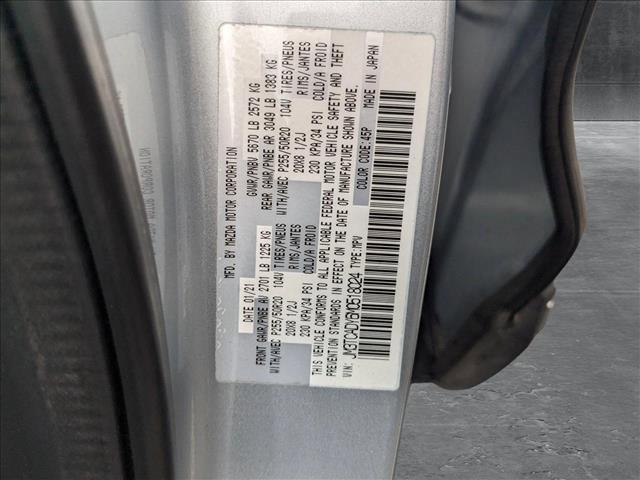 MFD. BY MAZDA MOTOR CORPORATION
DATE: 01/21 GVWR/PNBV 5670 LB 2572 KG
FRONT GAWR/PNBE AV 2701 LB 1225 KG REAR GAWR/PNBE AR 3049 LB 1383 KG
WITH/AVEC P255/50R20 104V TIRES/PNEUS WITH/AVEC P255/50R20 104V TIRES/PNEUS
20X8 1/2J RIMS/JANTES 20X8 1/2J RIMS/JANTES
230 KPA/34 PSI COLD/A FROID 230 KPA/34 PSI COLD/A FROID
THIS VEHICLE CONFORMS TO ALL APPLICABLE FEDERAL MOTOR VEHICLE SAFETY AND THEFT
PREVENTION STANDARDS IN EFFECT ON THE DATE OF MANUFACTURE SHOWN ABOVE.
VIN: JM3TCADY6M0518024 TYPE:MPV COLOR CODE:45P MADE IN JAPAN